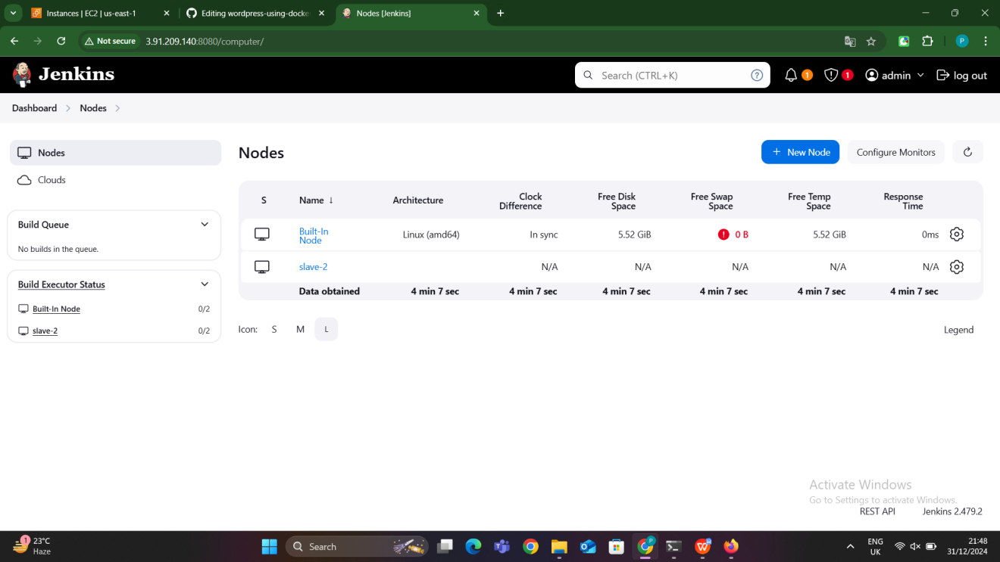 Instances | EC2 | us-east-1
Editing wordpress-using-docke
Nodes [Jenkins]
Not secure
3.91.209.140:8080/computer/
P
Jenkins
Search (CTRL+K)
1
1
admin
log out
Dashboard
Nodes
Nodes
Clouds
Build Queue
No builds in the queue.
Build Executor Status
Built-In Node 0/2
slave-2 0/2
Nodes
+ New Node
Configure Monitors
S Name ↓ Architecture Clock Difference Free Disk Space Free Swap Space Free Temp Space Response Time
Built-In Node Linux (amd64) In sync 5.52 GiB 0 B 5.52 GiB 0ms
slave-2 N/A N/A N/A N/A N/A
Data obtained 4 min 7 sec 4 min 7 sec 4 min 7 sec 4 min 7 sec 4 min 7 sec 4 min 7 sec
Icon: S M L
Legend
Activate Windows
Go to Settings to activate Windows.
REST API
Jenkins 2.479.2
1
23°C
Haze
Search
P
ENG
UK
21:48
31/12/2024